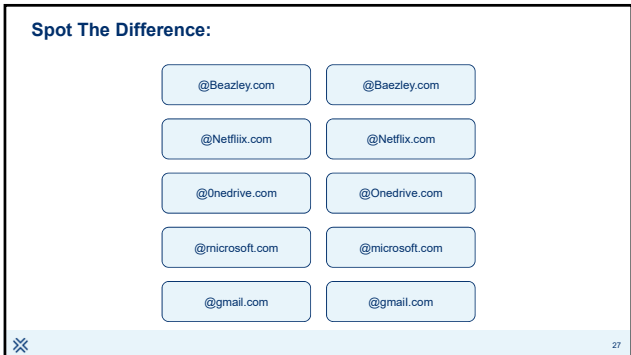 Spot The Difference:
@Beazley.com @Baezley.com
@Netfliix.com @Netflix.com
@0nedrive.com @Onedrive.com
@rnicrosoft.com @microsoft.com
@gmail.com @gmaiI.com
27